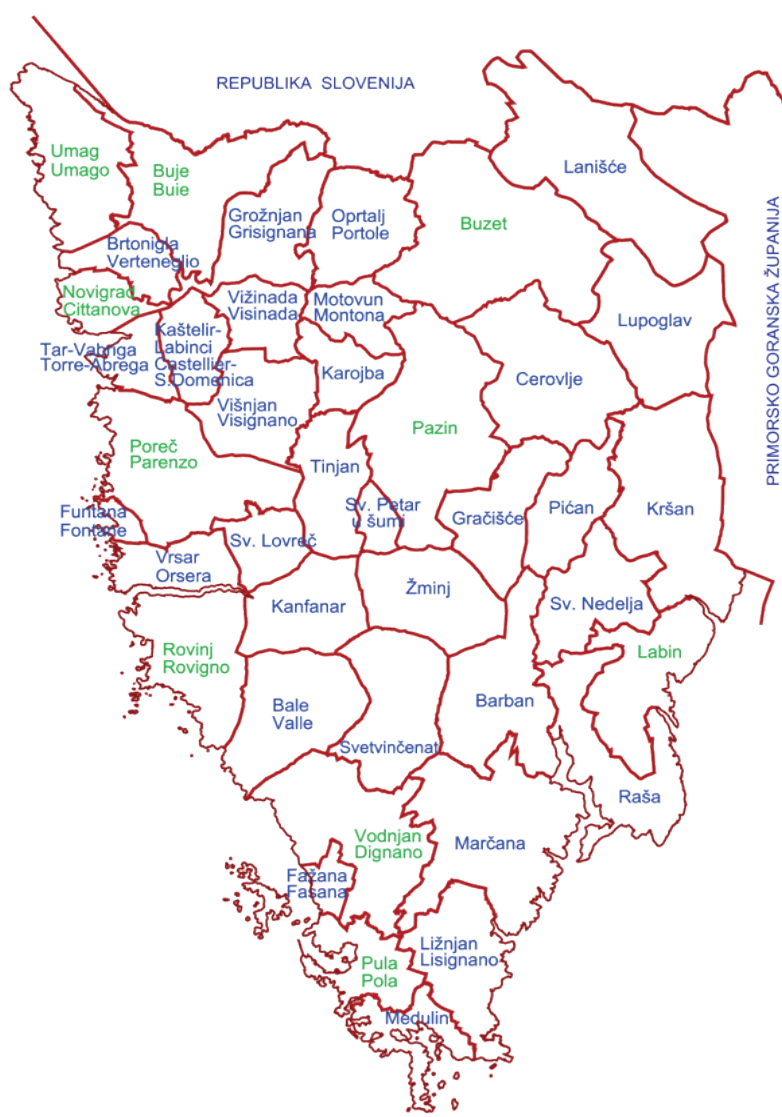 REPUBLIKA SLOVENIJA
Umag
Umago
Buje
Buie
Lanišće
Grožnjan
Grisignana
Oprtalj
Portole
Buzet
PRIMORSKO GORANSKA ŽUPANIJA
Brtonigla
Verteneglio
Novigrad
Cittanova
Vižinada
Visinada
Motovun
Montona
Lupoglav
Tar-Vabriga
Torre-Abrega
Kaštelir-
Labinci
Castellier-
S.Domenica
Karojba
Cerovlje
Višnjan
Visignano
Poreč
Parenzo
Pazin
Tinjan
Sv. Petar
u šumi
Gračišće
Pićan
Kršan
Funtana
Fontane
Sv. Lovreč
Vrsar
Orsera
Kanfanar
Žminj
Sv. Nedelja
Rovinj
Rovigno
Labin
Bale
Valle
Barban
Svetvinčenat
Raša
Vodnjan
Dignano
Marčana
Fažana
Fasana
Ližnjan
Lisignano
Pula
Pola
Medulin